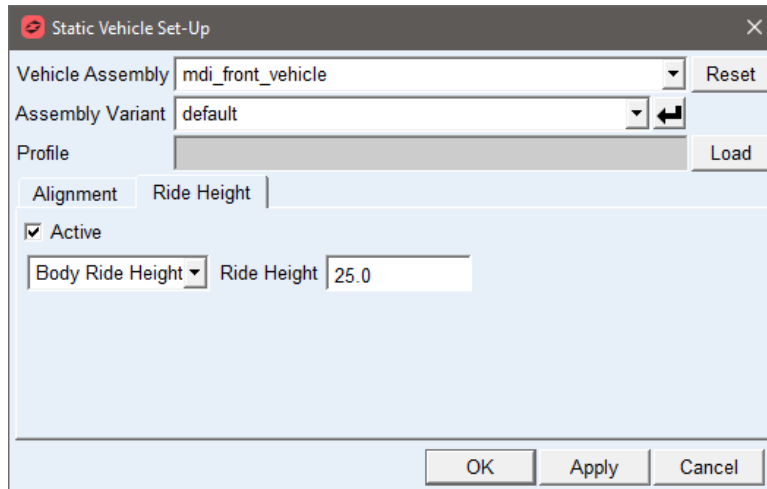 Static Vehicle Set-Up
Vehicle Assembly mdi_front_vehicle Reset
Assembly Variant default
Profile Load
Alignment Ride Height
Active
Body Ride Height Ride Height 25.0
OK Apply Cancel